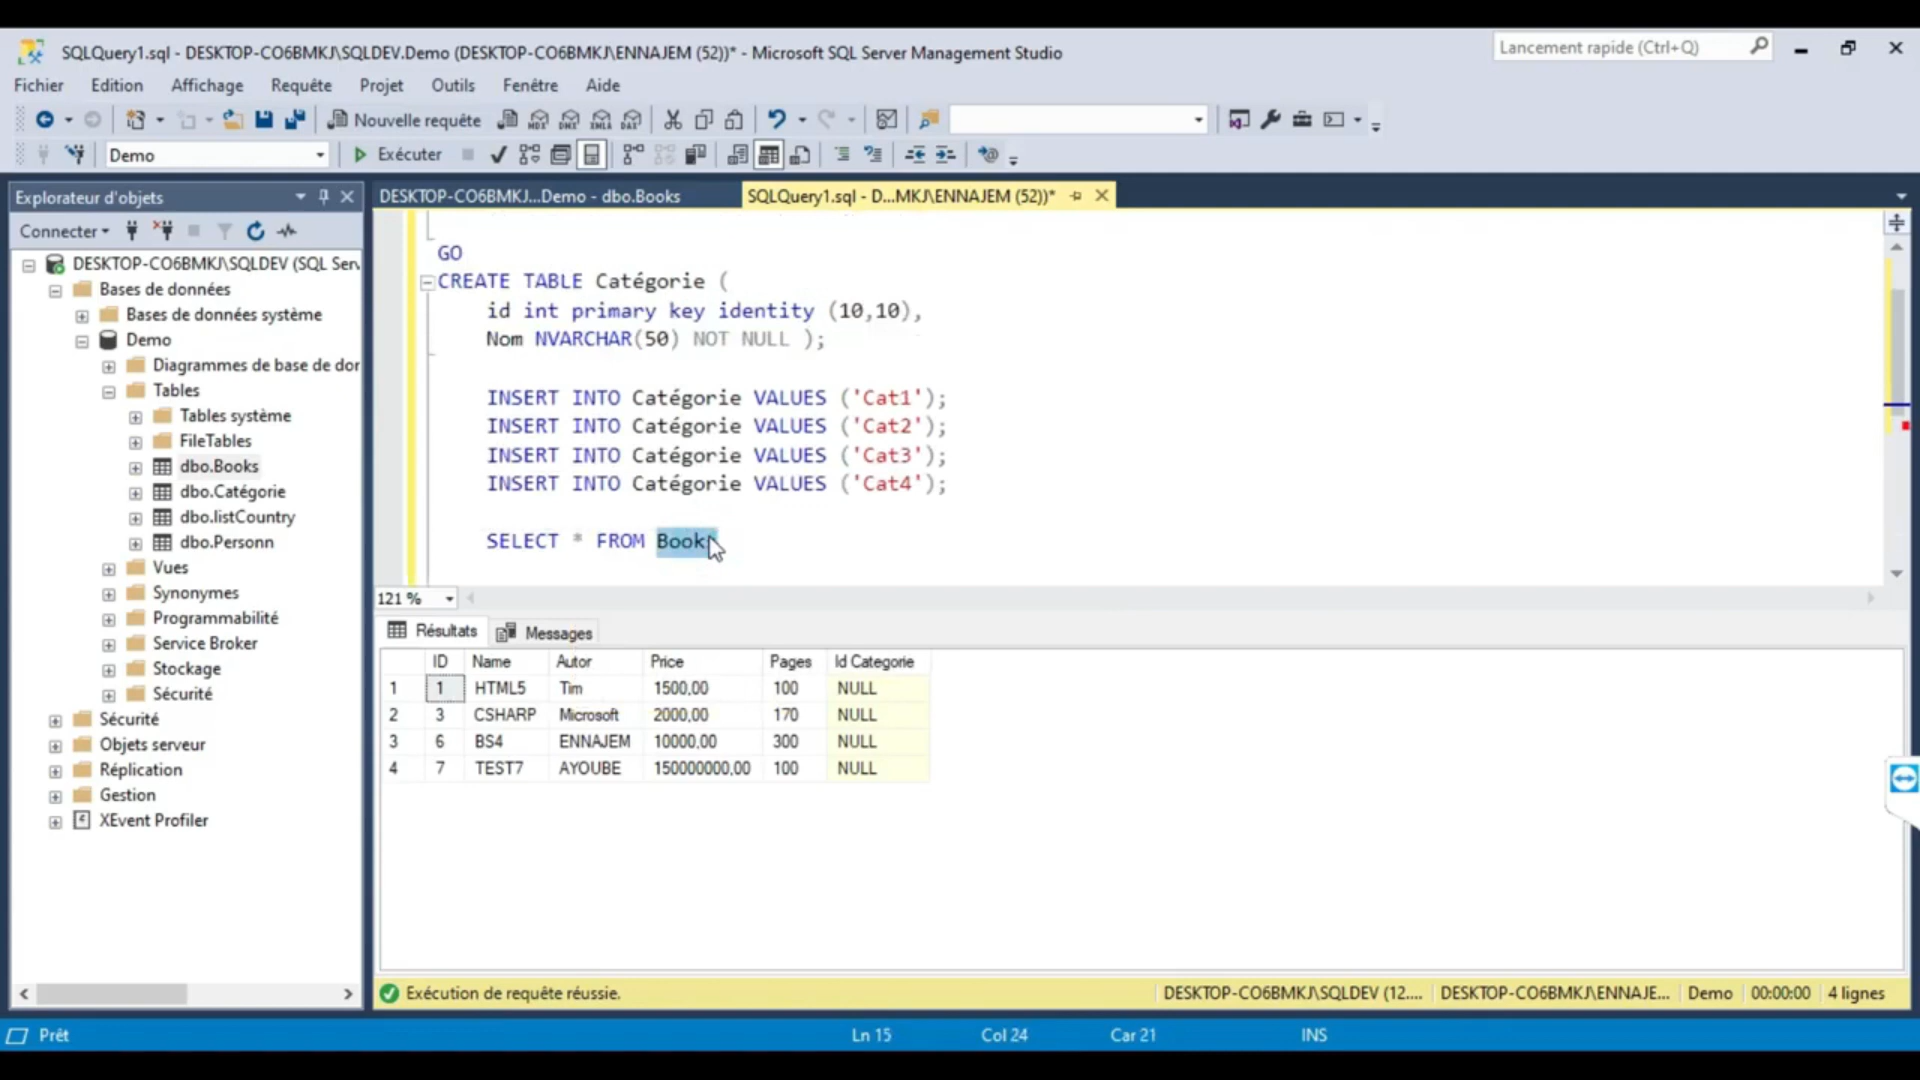 SQLQuery1.sql - DESKTOP-CO6BMKJ\SQLDEV.Demo (DESKTOP-CO6BMKJ\ENNAJEM (52))* - Microsoft SQL Server Management Studio
Lancement rapide (Ctrl+Q)
Fichier Edition Affichage Requête Projet Outils Fenêtre Aide
Nouvelle requête
Demo Exécuter
Explorateur d'objets
DESKTOP-CO6BMKJ...Demo - dbo.Books
SQLQuery1.sql - D...MKJ\ENNAJEM (52))*
Connecter
DESKTOP-CO6BMKJ\SQLDEV (SQL Serv
Bases de données
Bases de données système
Demo
Diagrammes de base de don
Tables
Tables système
FileTables
dbo.Books
dbo.Catégorie
dbo.listCountry
dbo.Personn
Vues
Synonymes
Programmabilité
Service Broker
Stockage
Sécurité
Sécurité
Objets serveur
Réplication
Gestion
XEvent Profiler
GO
CREATE TABLE Catégorie (
id int primary key identity (10,10),
Nom NVARCHAR(50) NOT NULL );
INSERT INTO Catégorie VALUES ('Cat1');
INSERT INTO Catégorie VALUES ('Cat2');
INSERT INTO Catégorie VALUES ('Cat3');
INSERT INTO Catégorie VALUES ('Cat4');
SELECT * FROM Book
121 %
Résultats Messages
ID Name Autor Price Pages Id Categorie
1 1 HTML5 Tim 1500,00 100 NULL
2 3 CSHARP Microsoft 2000,00 170 NULL
3 6 BS4 ENNAJEM 10000,00 300 NULL
4 7 TEST7 AYOUBE 150000000,00 100 NULL
Exécution de requête réussie.
DESKTOP-CO6BMKJ\SQLDEV (12.... DESKTOP-CO6BMKJ\ENNAJE... Demo 00:00:00 4 lignes
Prêt Ln 15 Col 24 Car 21 INS